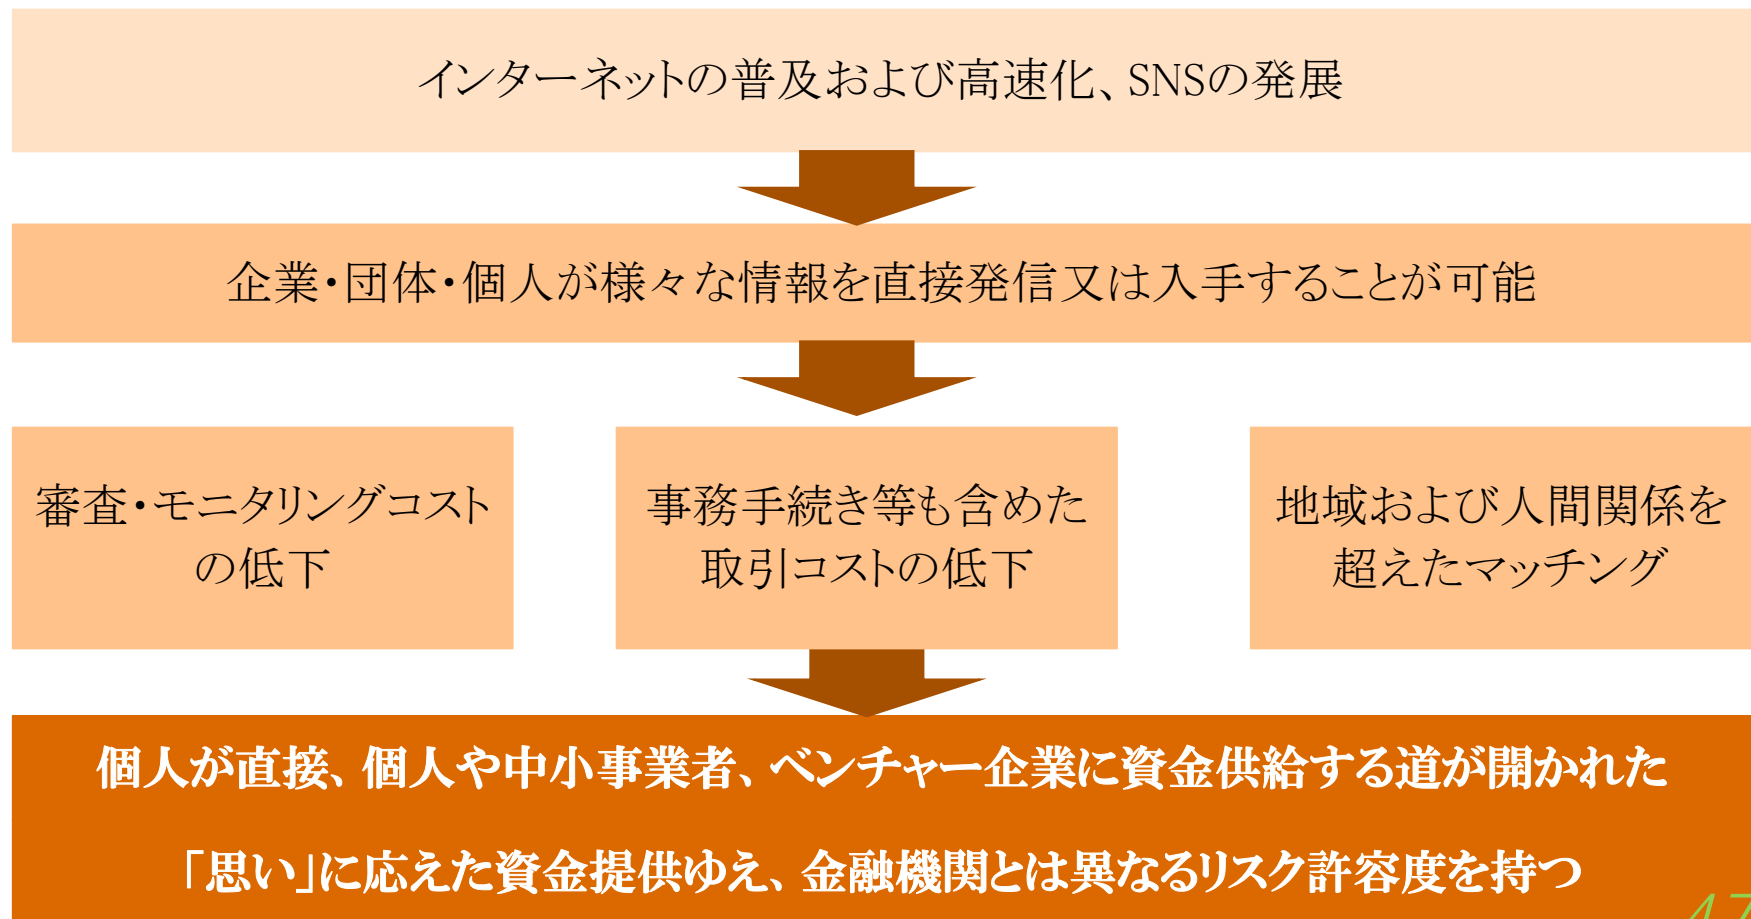 インターネットの普及および高速化、SNSの発展
企業・団体・個人が様々な情報を直接発信又は入手することが可能
審査・モニタリングコスト
の低下
事務手続き等も含めた
取引コストの低下
地域および人間関係を
超えたマッチング
個人が直接、個人や中小事業者、ベンチャー企業に資金供給する道が開かれた
「思い」に応えた資金提供ゆえ、金融機関とは異なるリスク許容度を持つ